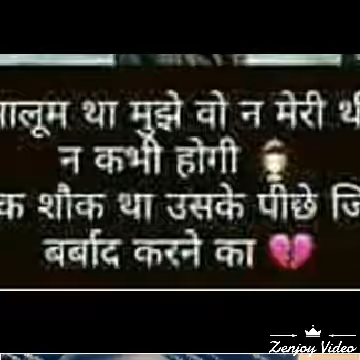 ालूम था मुझे वो न मेरी थी
न कभी होगी
क शौक था उसके पीछे जि
बर्बाद करने का 💔
Zenjoy Video